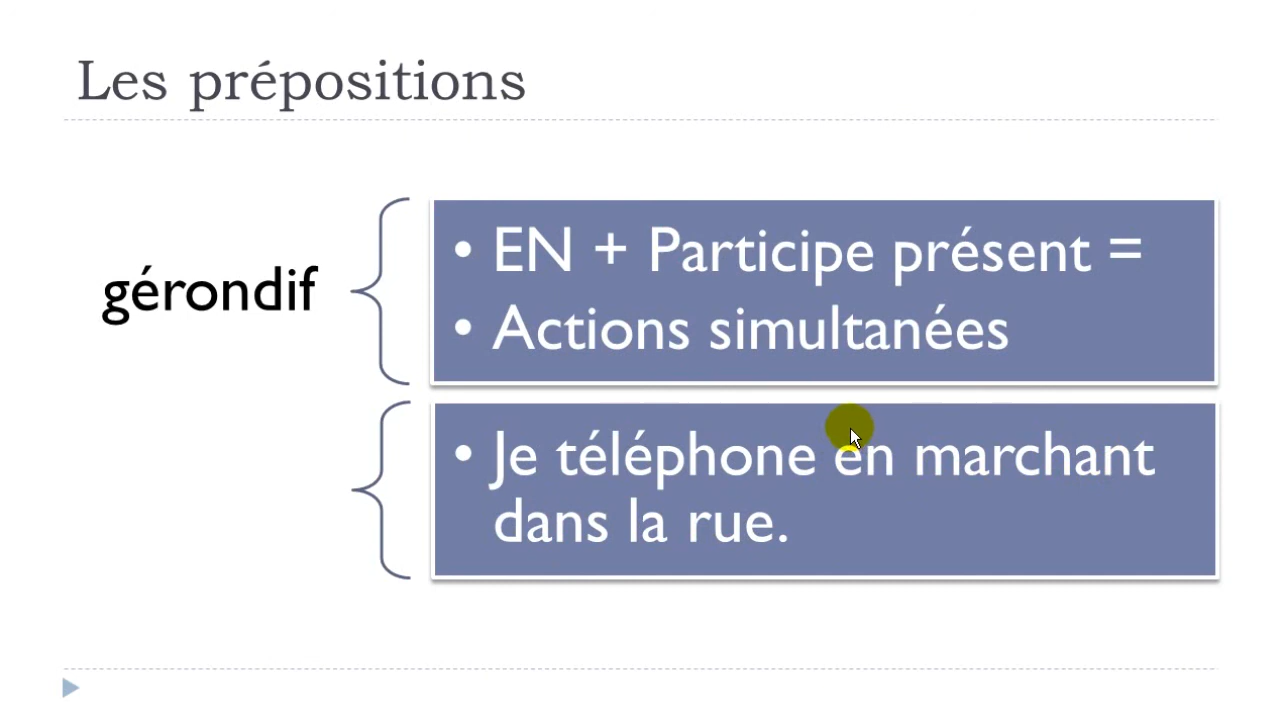 Les prépositions
gérondif
• EN + Participe présent =
• Actions simultanées
• Je téléphone en marchant
dans la rue.